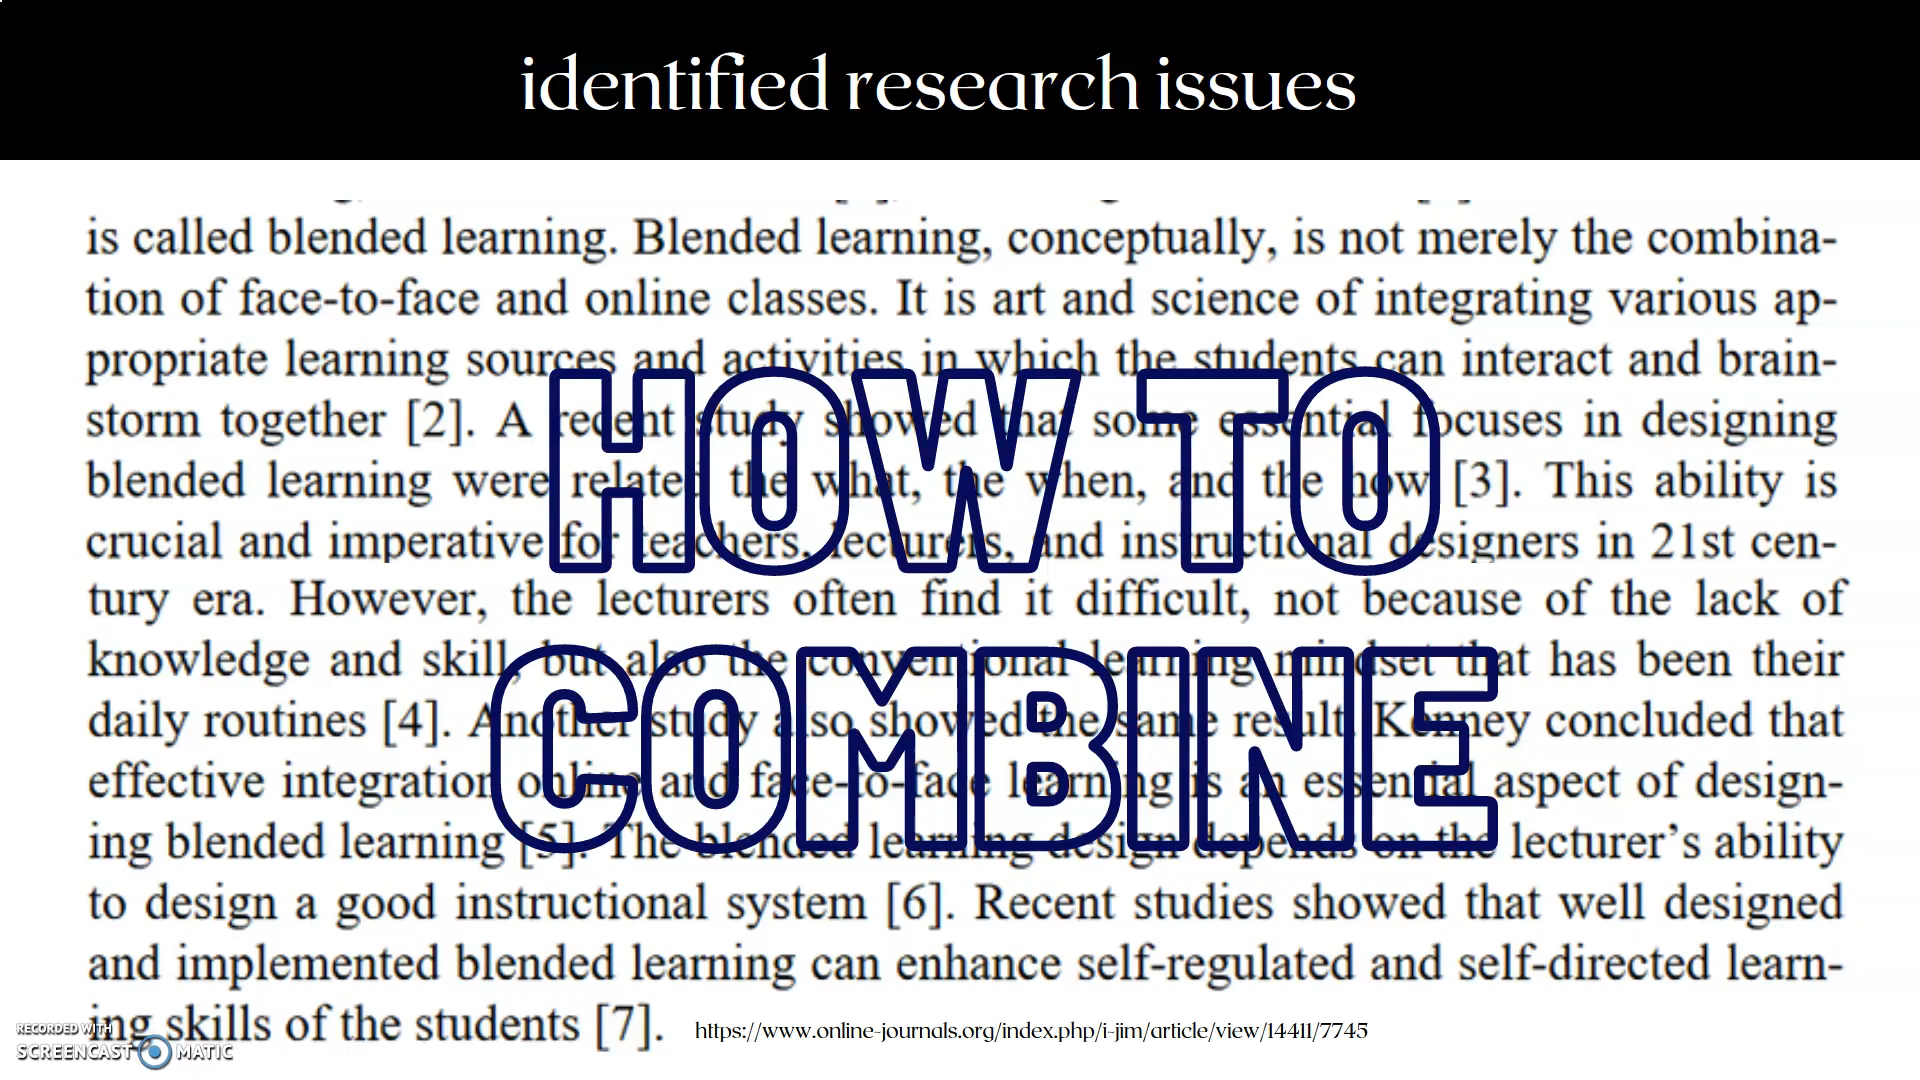 identified research issues
is called blended learning. Blended learning, conceptually, is not merely the combina-
tion of face-to-face and online classes. It is art and science of integrating various ap-
propriate learning sources and activities in which the students can interact and brain-
storm together [2]. A recent study showed that some essential focuses in designing
blended learning were related the what, the when, and the how [3]. This ability is
crucial and imperative for teachers, lecturers, and instructional designers in 21st cen-
tury era. However, the lecturers often find it difficult, not because of the lack of
knowledge and skill, but also the conventional learning mindset that has been their
daily routines [4]. Another study also showed the same result. Kenney concluded that
effective integration online and face-to-face learning is an essential aspect of design-
ing blended learning [5]. The blended learning design depends on the lecturer's ability
to design a good instructional system [6]. Recent studies showed that well designed
and implemented blended learning can enhance self-regulated and self-directed learn-
ing skills of the students [7].
HOW TO
COMBINE
https://www.online-journals.org/index.php/i-jim/article/view/14411/7745
RECORDED WITH
SCREENCAST MATIC